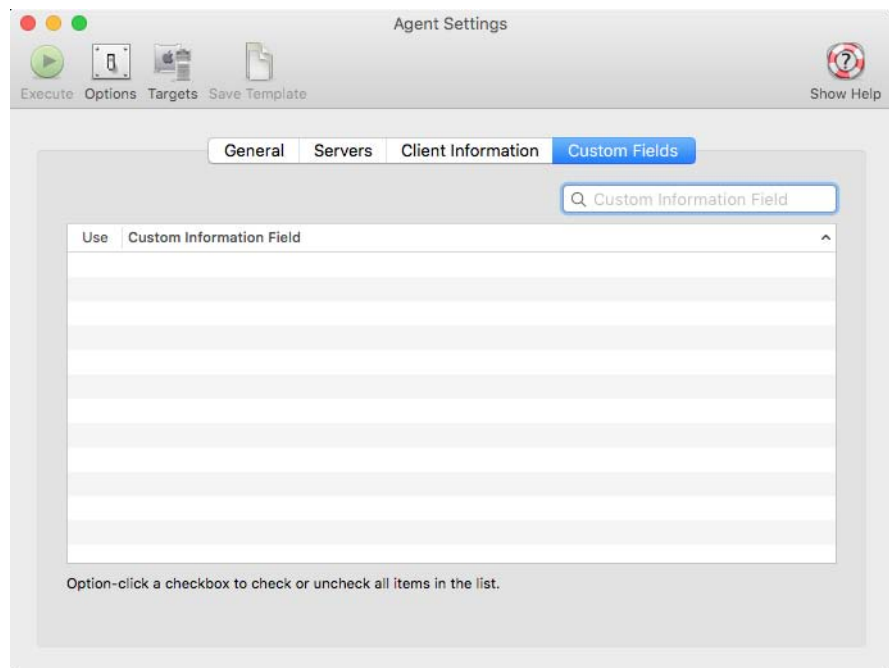 Agent Settings
Execute Options Targets Save Template Show Help
General Servers Client Information Custom Fields
Custom Information Field
Use Custom Information Field
Option-click a checkbox to check or uncheck all items in the list.